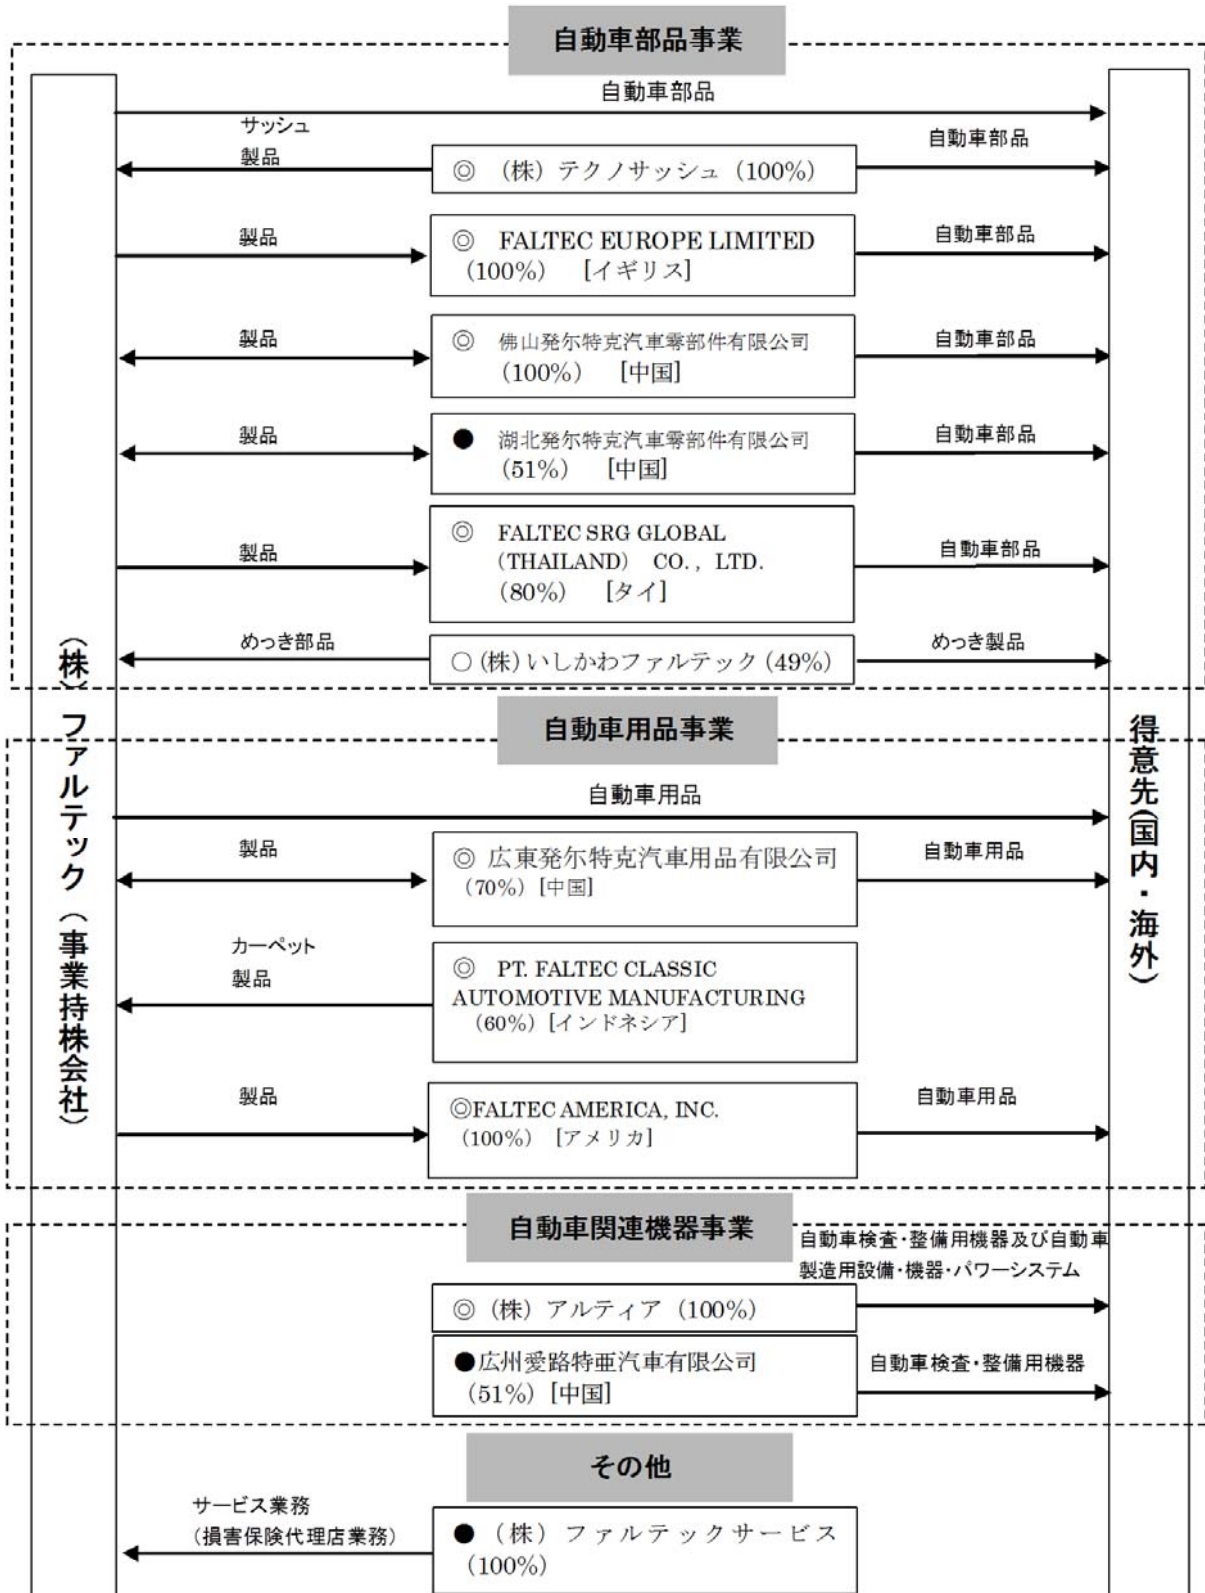 自動車部品事業
自動車部品
サッシュ
製品
◎ （株）テクノサッシュ（100%）
自動車部品
製品
◎ FALTEC EUROPE LIMITED
（100%） [イギリス]
自動車部品
製品
◎ 佛山発尓特克汽車零部件有限公司
（100%） [中国]
自動車部品
製品
● 湖北発尓特克汽車零部件有限公司
(51%) [中国]
自動車部品
製品
◎ FALTEC SRG GLOBAL
（THAILAND） CO., LTD.
(80%) [タイ]
自動車部品
めっき部品
○（株）いしかわファルテック(49%)
めっき製品
（株）ファルテック（事業持株会社）
得意先(国内・海外)
自動車用品事業
自動車用品
製品
◎ 広東発尓特克汽車用品有限公司
（70%）[中国]
自動車用品
カーペット
製品
◎ PT. FALTEC CLASSIC
AUTOMOTIVE MANUFACTURING
（60%）[インドネシア]
製品
◎FALTEC AMERICA, INC.
（100%） [アメリカ]
自動車用品
自動車関連機器事業
自動車検査・整備用機器及び自動車
製造用設備・機器・パワーシステム
◎（株）アルティア（100%）
●広州愛路特亜汽車有限公司
(51%) [中国]
自動車検査・整備用機器
その他
サービス業務
（損害保険代理店業務）
●（株）ファルテックサービス
(100%)